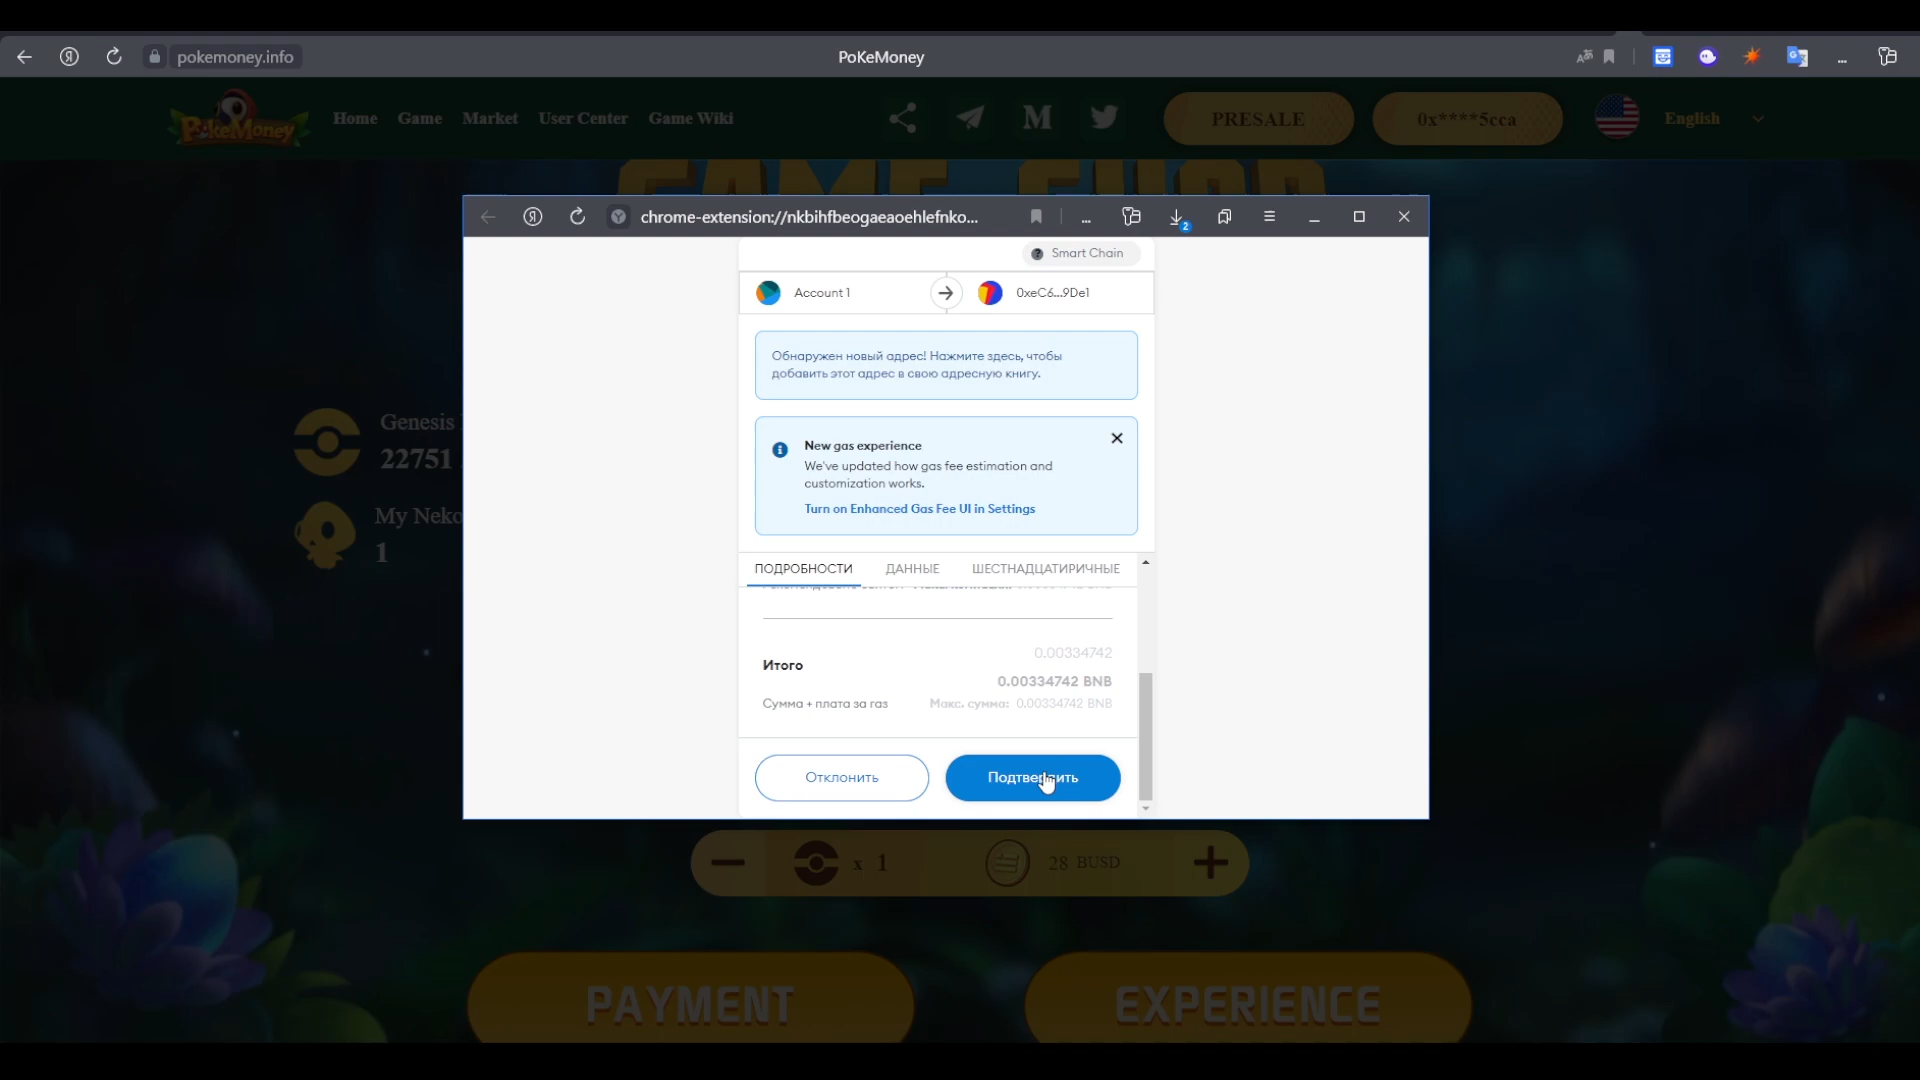 pokemoney.info
PoKeMoney
...
PokeMoney
Home
Game
Market
User Center
Game Wiki
M
PRESALE
0x****5cca
English
chrome-extension://nkbihfbeogaeaoehlefnko...
...
2
Smart Chain
Account 1
0xeC6...9De1
Обнаружен новый адрес! Нажмите здесь, чтобы
добавить этот адрес в свою адресную книгу.
New gas experience
We've updated how gas fee estimation and
customization works.
Turn on Enhanced Gas Fee UI in Settings
Genesis
22751
My Neko
1
ПОДРОБНОСТИ
ДАННЫЕ
ШЕСТНАДЦАТИРИЧНЫЕ
0.00334742
Итого
0.00334742 BNB
Сумма + плата за газ
Макс. сумма: 0.00334742 BNB
Отклонить
Подтвердить
x 1
28 BUSD
PAYMENT
EXPERIENCE